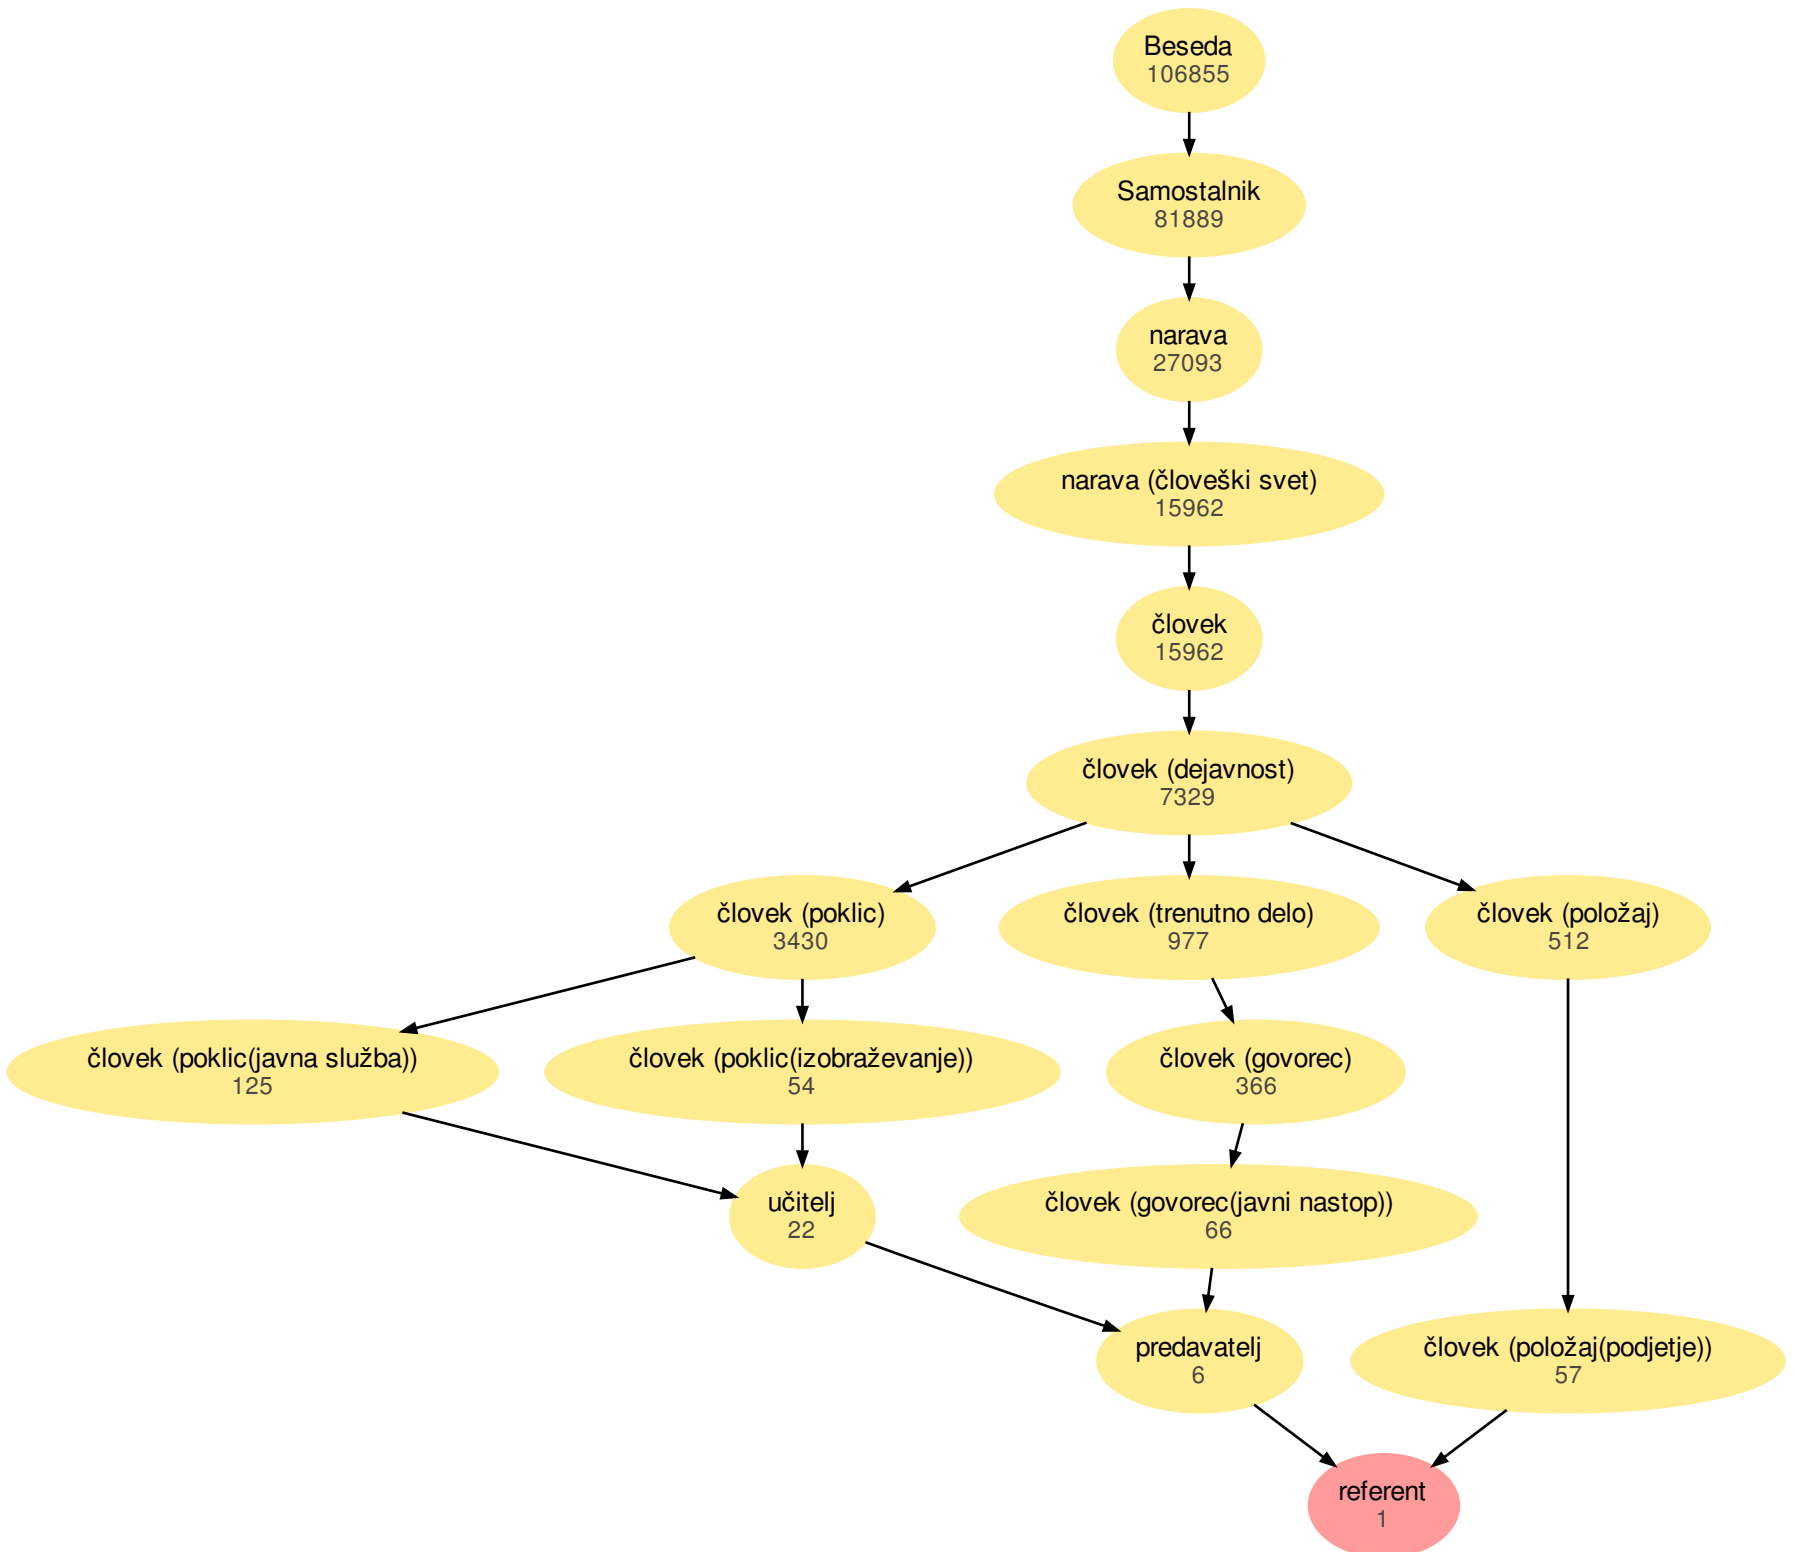 Beseda
106855
Samostalnik
81889
narava
27093
narava (človeški svet)
15962
človek
15962
človek (dejavnost)
7329
človek (poklic)
3430
človek (trenutno delo)
977
človek (položaj)
512
človek (poklic(javna služba))
125
človek (poklic(izobraževanje))
54
človek (govorec)
366
učitelj
22
človek (govorec(javni nastop))
66
predavatelj
6
človek (položaj(podjetje))
57
referent
1